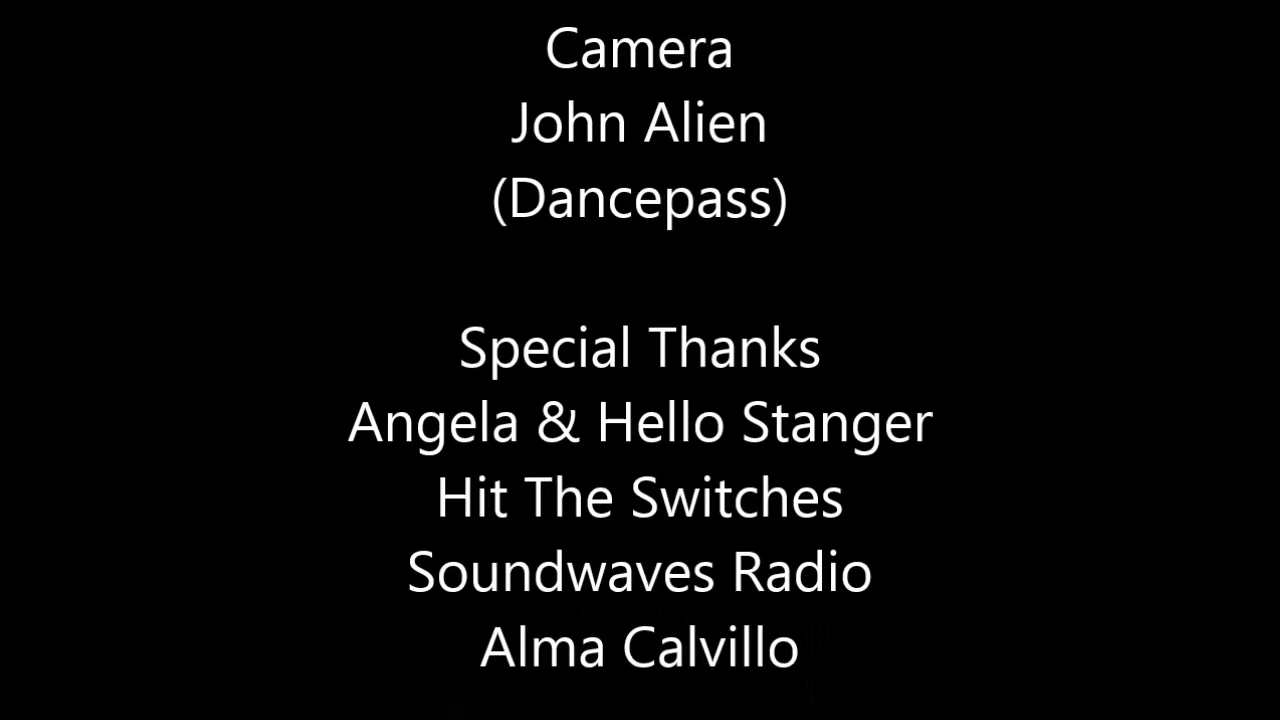 Camera
John Alien
(Dancepass)
Special Thanks
Angela & Hello Stanger
Hit The Switches
Soundwaves Radio
Alma Calvillo